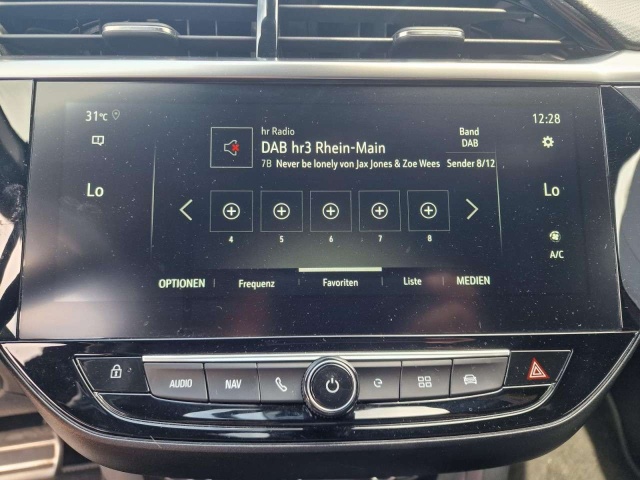 31°C
12:28
hr Radio
Band
DAB hr3 Rhein-Main
DAB
7B Never be lonely von Jax Jones & Zoe Wees Sender 8/12
Lo
Lo
4 5 6 7 8
A/C
OPTIONEN Frequenz Favoriten Liste MEDIEN
AUDIO NAV